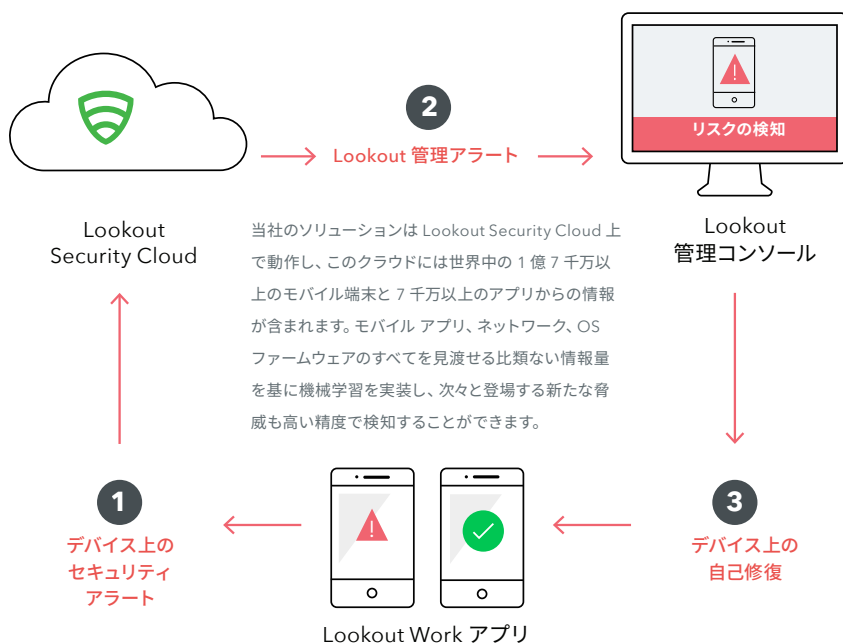 リスクの検知
2
Lookout 管理アラート
Lookout
Security Cloud
Lookout
管理コンソール
当社のソリューションは Lookout Security Cloud 上
で動作し、このクラウドには世界中の 1 億 7 千万以
上のモバイル端末と 7 千万以上のアプリからの情報
が含まれます。モバイル アプリ、ネットワーク、OS
ファームウェアのすべてを見渡せる比類ない情報量
を基に機械学習を実装し、次々と登場する新たな脅
威も高い精度で検知することができます。
1
デバイス上の
セキュリティ
アラート
3
デバイス上の
自己修復
Lookout Work アプリ